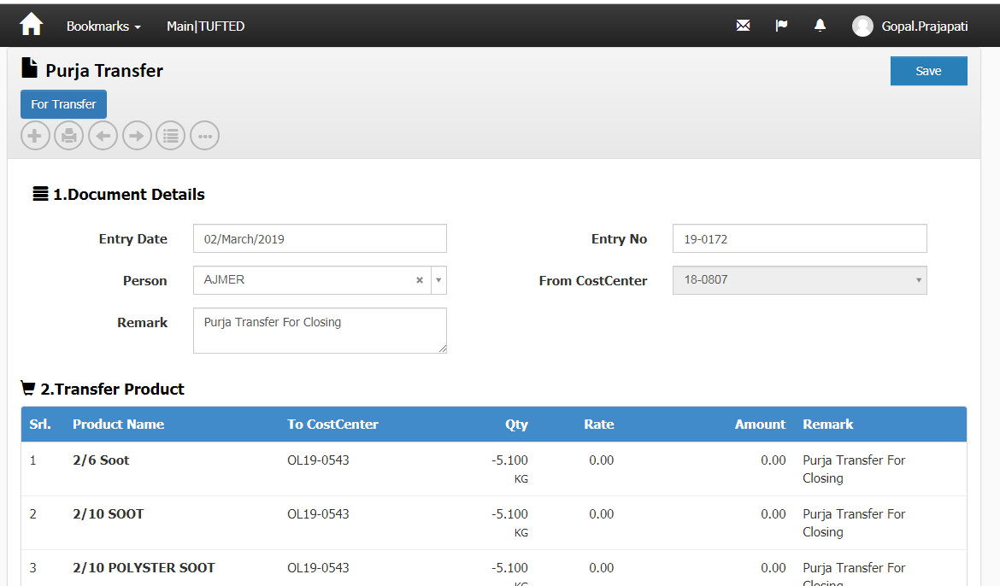 Bookmarks Main|TUFTED Gopal.Prajapati
Purja Transfer Save
For Transfer
1.Document Details
Entry Date 02/March/2019 Entry No 19-0172
Person AJMER From CostCenter 18-0807
Remark Purja Transfer For Closing
2.Transfer Product
Srl. Product Name To CostCenter Qty Rate Amount Remark
1 2/6 Soot OL19-0543 -5.100 0.00 0.00 Purja Transfer For
KG Closing
2 2/10 SOOT OL19-0543 -5.100 0.00 0.00 Purja Transfer For
KG Closing
3 2/10 POLYSTER SOOT OL19-0543 -5.100 0.00 0.00 Purja Transfer For
KG Closing